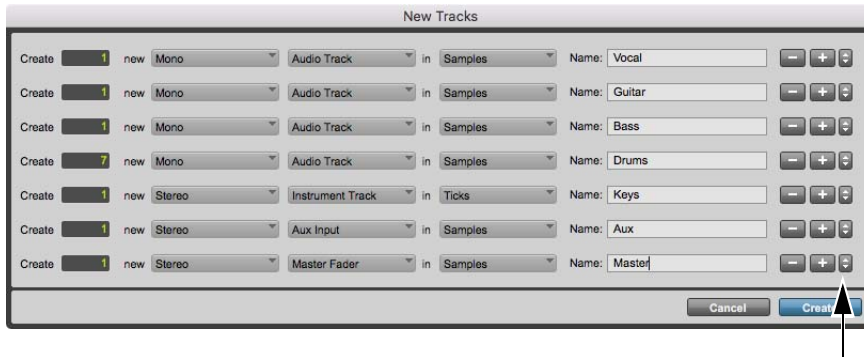 New Tracks
Create 1 new Mono Audio Track in Samples Name: Vocal
Create 1 new Mono Audio Track in Samples Name: Guitar
Create 1 new Mono Audio Track in Samples Name: Bass
Create 7 new Mono Audio Track in Samples Name: Drums
Create 1 new Stereo Instrument Track in Ticks Name: Keys
Create 1 new Stereo Aux Input in Samples Name: Aux
Create 1 new Stereo Master Fader in Samples Name: Master
Cancel Create